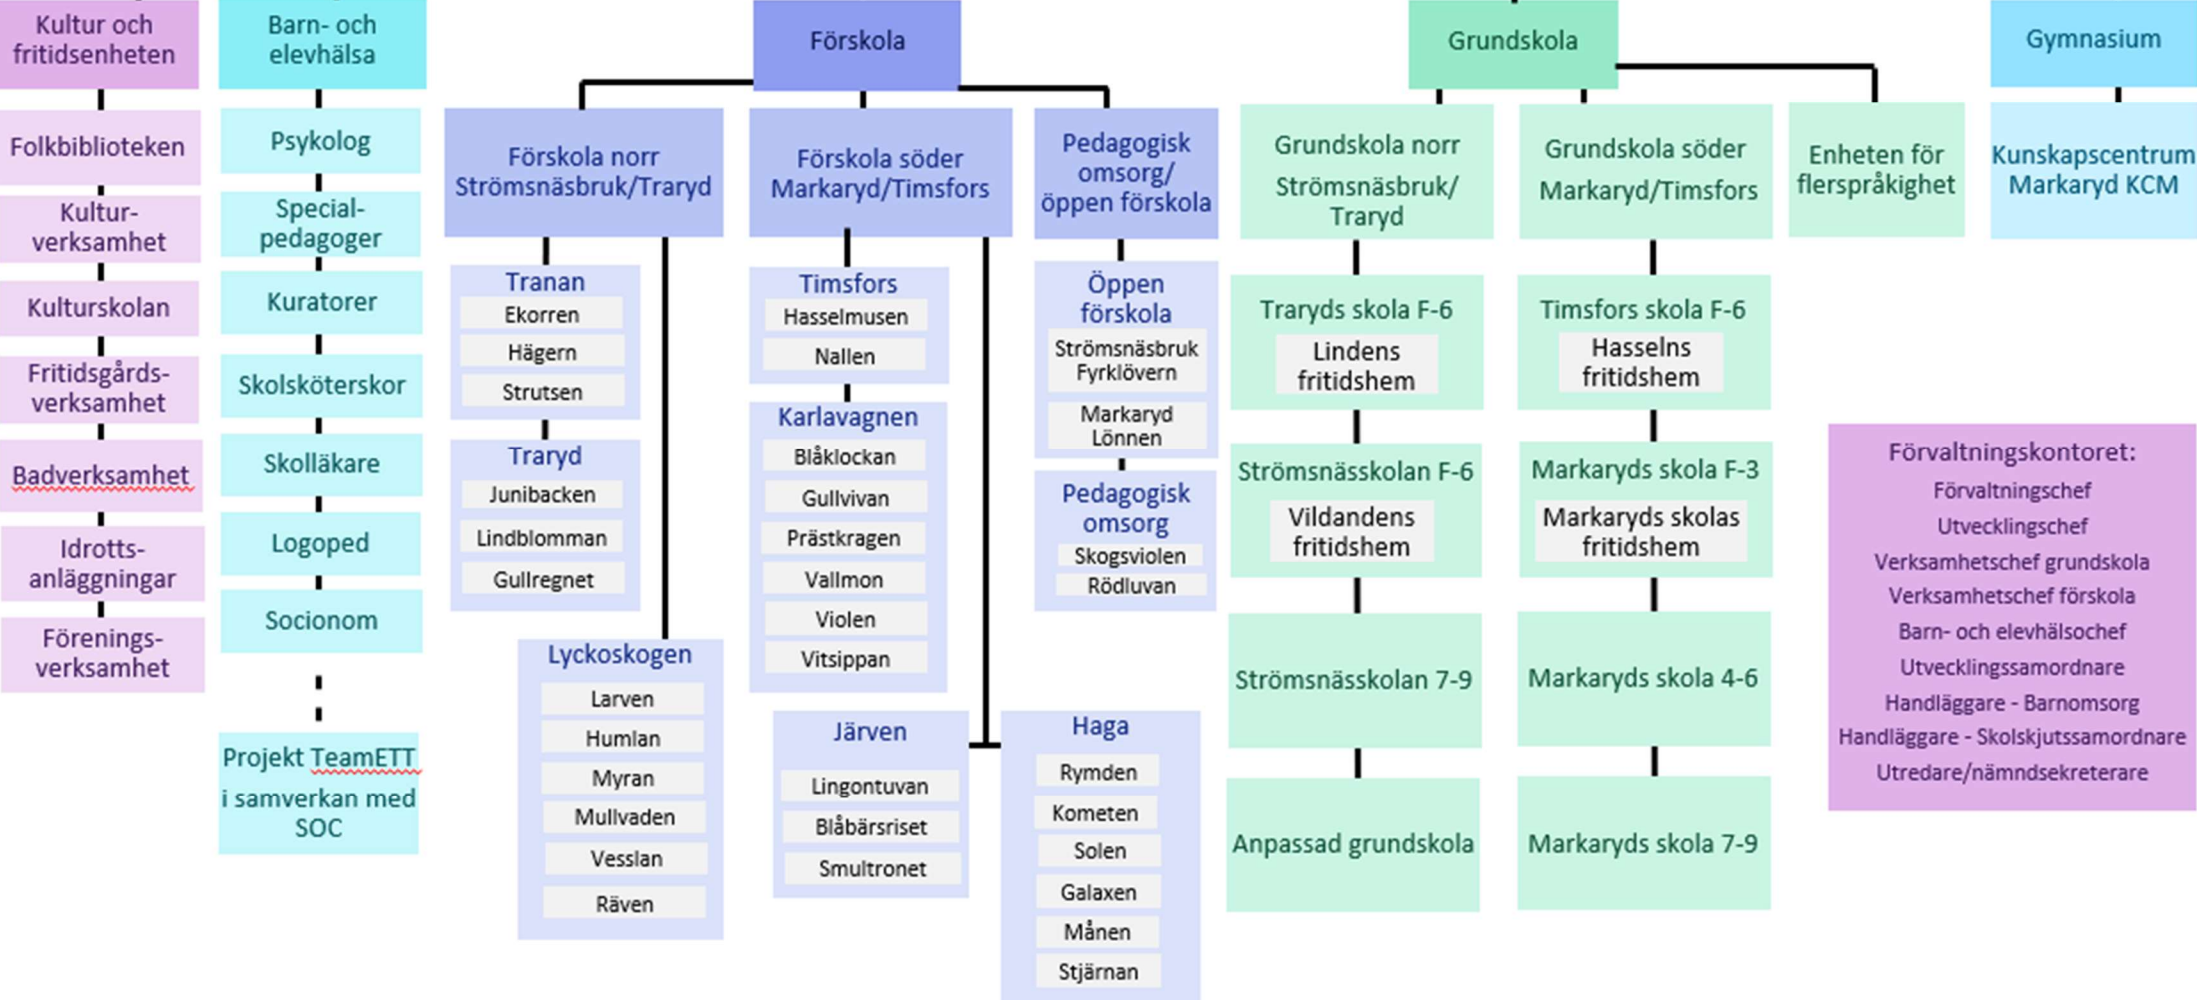 Kultur och
fritidsenheten
Folkbiblioteken
Kultur-
verksamhet
Kulturskolan
Fritidsgårds-
verksamhet
Badverksamhet
Idrotts-
anläggningar
Förenings-
verksamhet
Barn- och
elevhälsa
Psykolog
Special-
pedagoger
Kuratorer
Skolsköterskor
Skolläkare
Logoped
Socionom
Projekt TeamETT
i samverkan med
SOC
Förskola
Förskola norr
Strömsnäsbruk/Traryd
Tranan
Ekorren
Hägern
Strutsen
Traryd
Junibacken
Lindblomman
Gullregnet
Lyckoskogen
Larven
Humlan
Myran
Mullvaden
Vesslan
Räven
Förskola söder
Markaryd/Timsfors
Timsfors
Hasselmusen
Nallen
Karlavagnen
Blåklockan
Gullvivan
Prästkragen
Vallmon
Violen
Vitsippan
Järven
Lingontuvan
Blåbärsriset
Smultronet
Haga
Rymden
Kometen
Solen
Galaxen
Månen
Stjärnan
Pedagogisk
omsorg/
öppen förskola
Öppen
förskola
Strömsnäsbruk
Fyrklövern
Markaryd
Lönnen
Pedagogisk
omsorg
Skogsviolen
Rödluvan
Grundskola
Grundskola norr
Strömsnäsbruk/
Traryd
Traryds skola F-6
Lindens
fritidshem
Strömsnässkolan F-6
Vildandens
fritidshem
Strömsnässkolan 7-9
Anpassad grundskola
Grundskola söder
Markaryd/Timsfors
Timsfors skola F-6
Hasselns
fritidshem
Markaryds skola F-3
Markaryds skolas
fritidshem
Markaryds skola 4-6
Markaryds skola 7-9
Enheten för
flerspråkighet
Gymnasium
Kunskapscentrum
Markaryd KCM
Förvaltningskontoret:
Förvaltningschef
Utvecklingschef
Verksamhetschef grundskola
Verksamhetschef förskola
Barn- och elevhälsochef
Utvecklingssamordnare
Handläggare - Barnomsorg
Handläggare - Skolskjutssamordnare
Utredare/nämndsekreterare